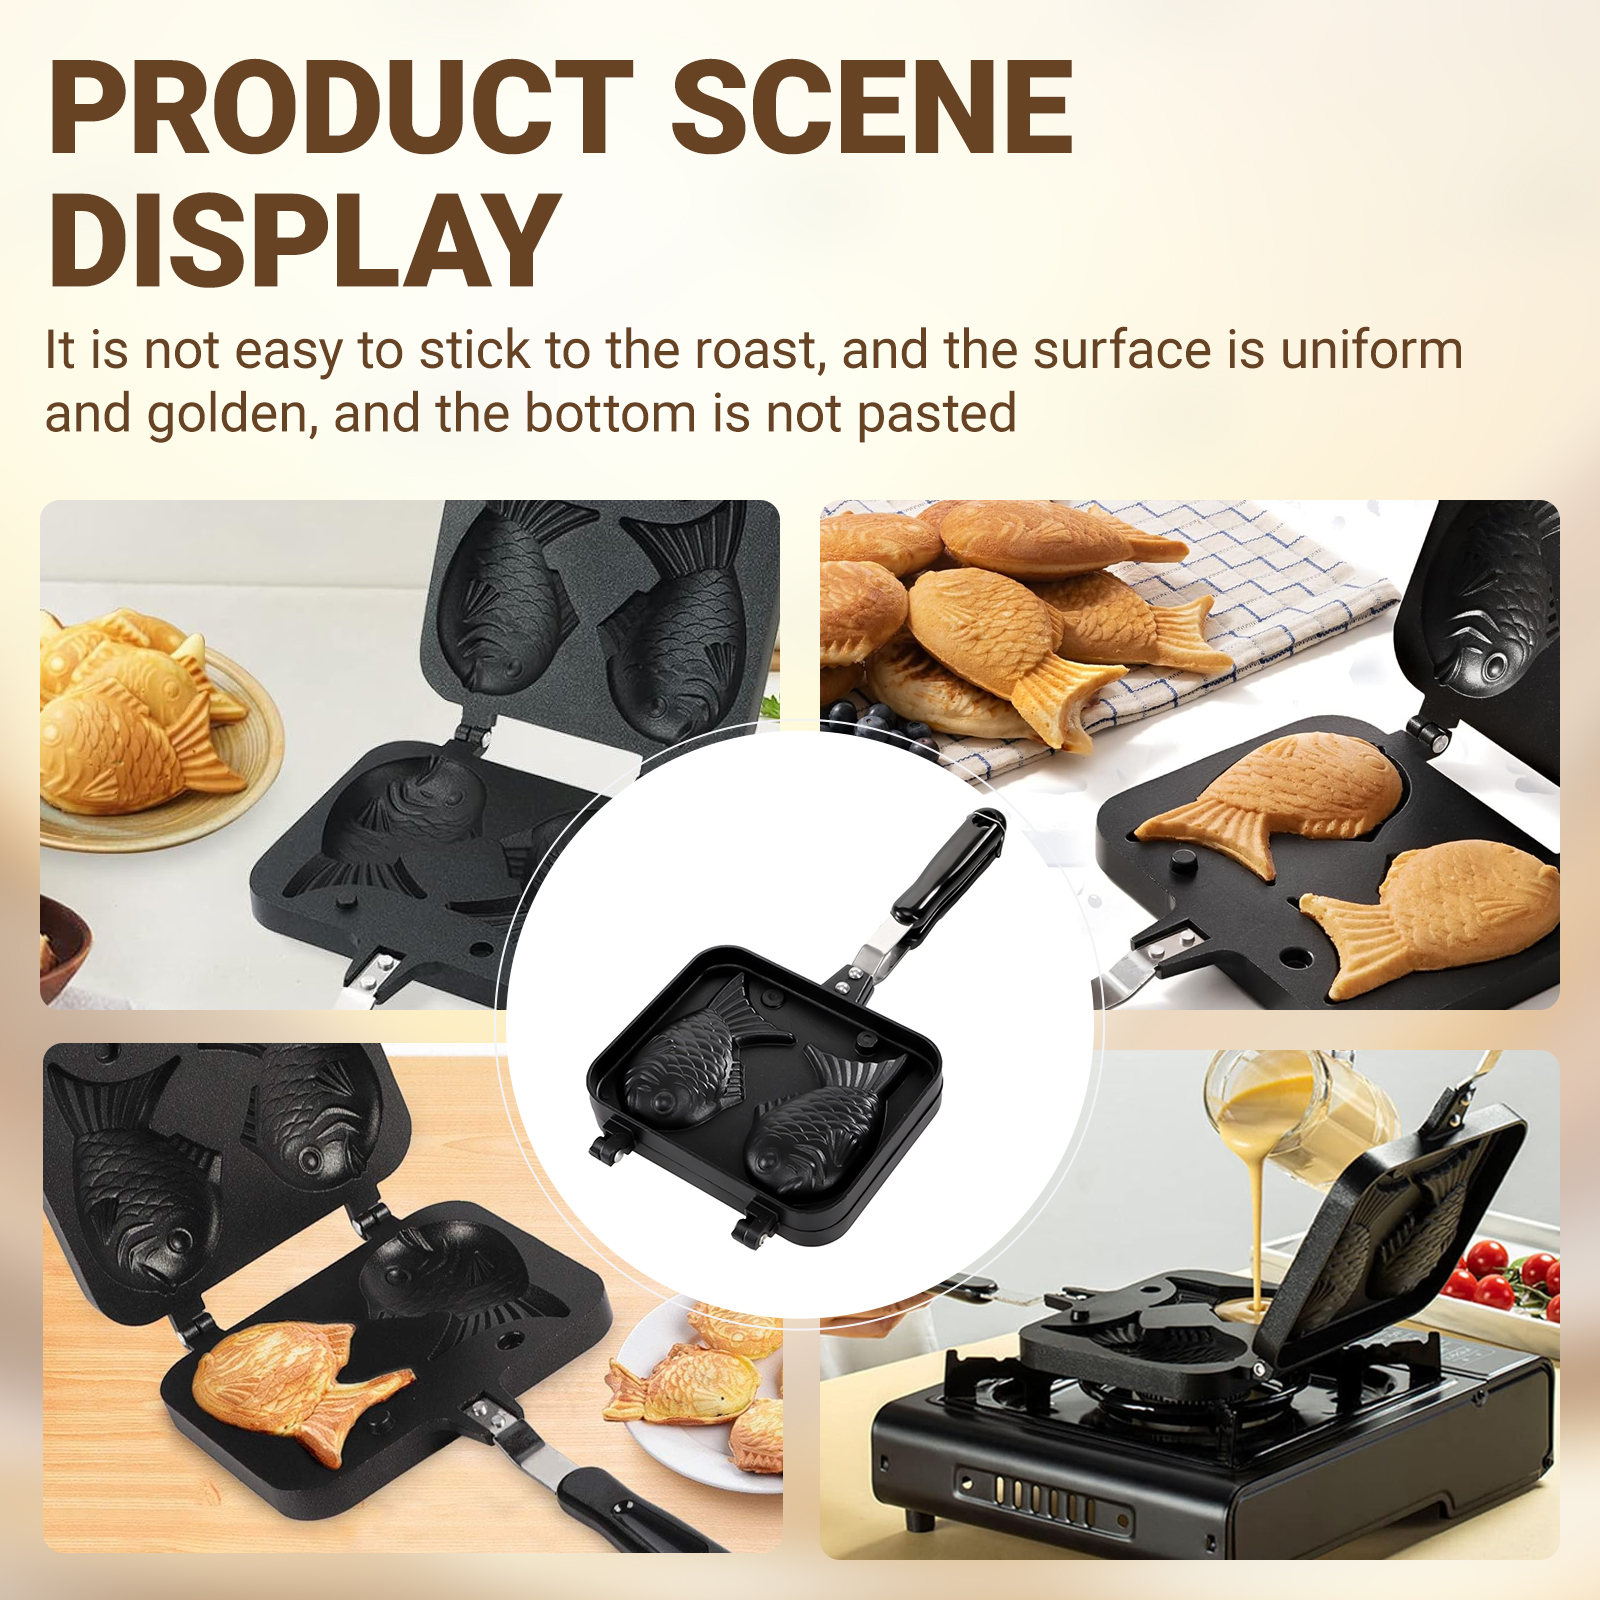 PRODUCT SCENE
DISPLAY
It is not easy to stick to the roast, and the surface is uniform
and golden, and the bottom is not pasted